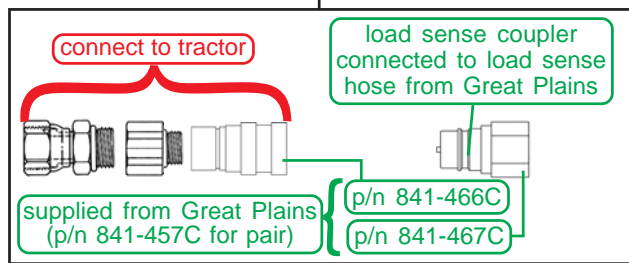 connect to tractor
load sense coupler
connected to load sense
hose from Great Plains
supplied from Great Plains
(p/n 841-457C for pair)
p/n 841-466C
p/n 841-467C